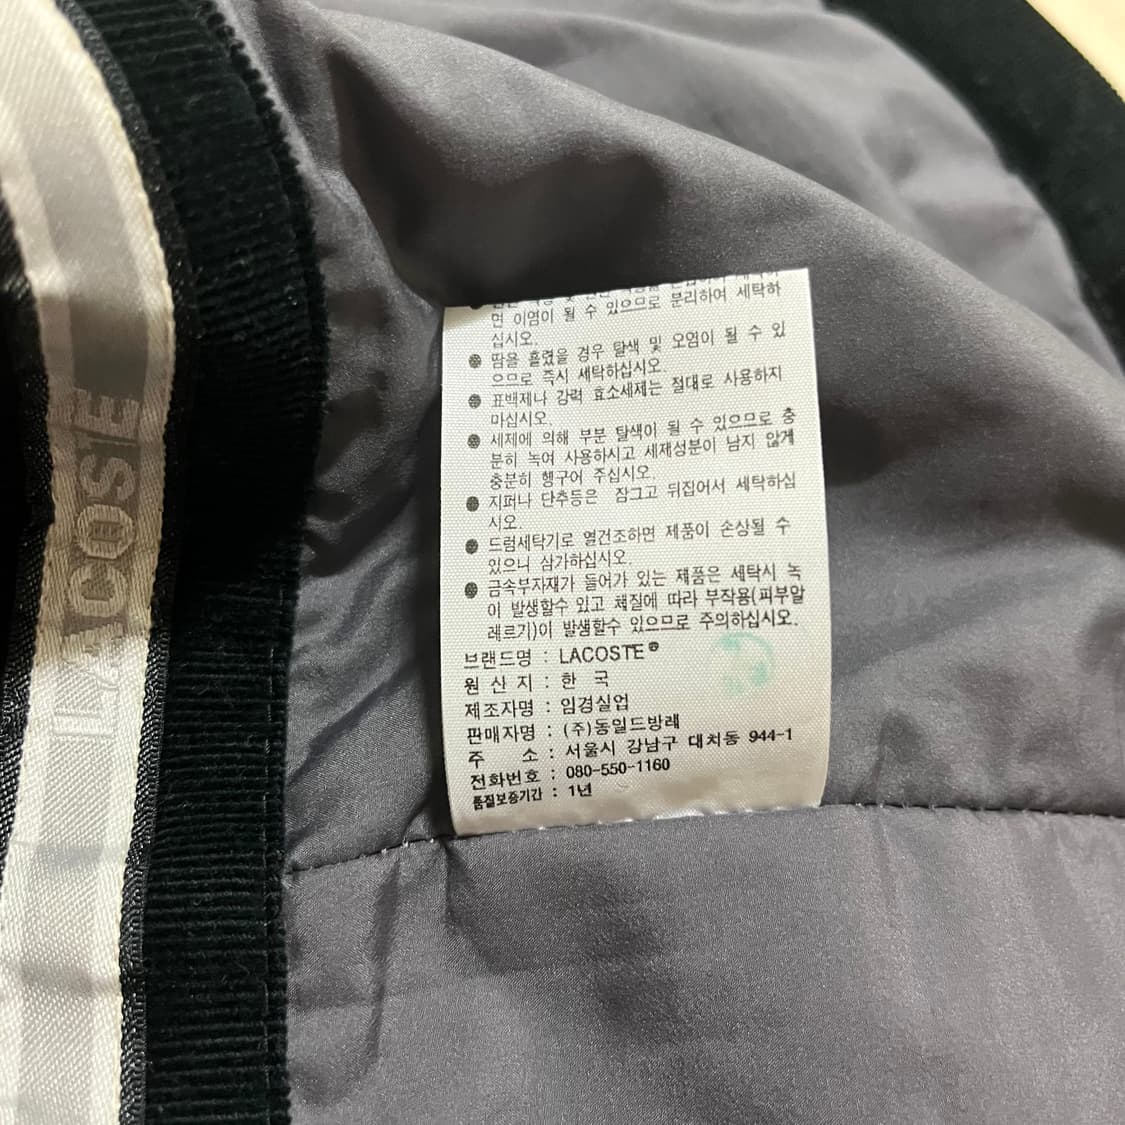 면 이염이 될 수 있으므로 분리하여 세탁하
십시오.
● 땀을 흘렸을 경우 탈색 및 오염이 될 수 있
으므로 즉시 세탁하십시오.
● 표백제나 강력 효소세제는 절대로 사용하지
마십시오.
● 세제에 의해 부분 탈색이 될 수 있으므로 충
분히 녹여 사용하시고 세재성분이 남지 않게
충분히 헹구어 주십시오.
● 지퍼나 단추등은 잠그고 뒤집어서 세탁하십
시오.
● 드럼세탁기로 열건조하면 제품이 손상될 수
있으니 삼가하십시오.
● 금속부자재가 들어가 있는 제품은 세탁시 녹
이 발생할수 있고 체질에 따라 부작용(피부알
레르기)이 발생할수 있으므로 주의하십시오.
브랜드명 : LACOSTE®
원 산 지 : 한 국
제조자명 : 임경실업
판매자명 : (주)동일드방레
주 소 : 서울시 강남구 대치동 944-1
전화번호 : 080-550-1160
품질보증기간 : 1년
LACOSTE